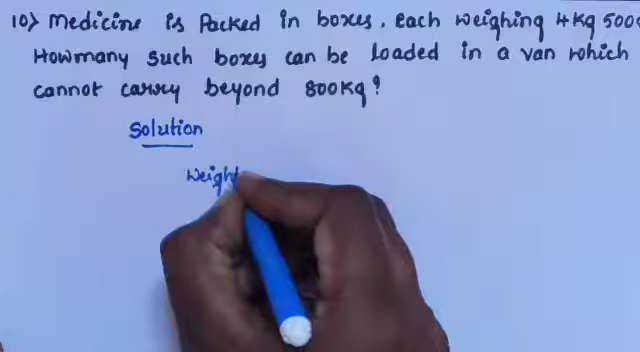 10) Medicine is Packed in boxes, each weighing 4Kg 500
Howmany such boxes can be loaded in a van which
cannot carry beyond 800Kg?
Solution
Weight